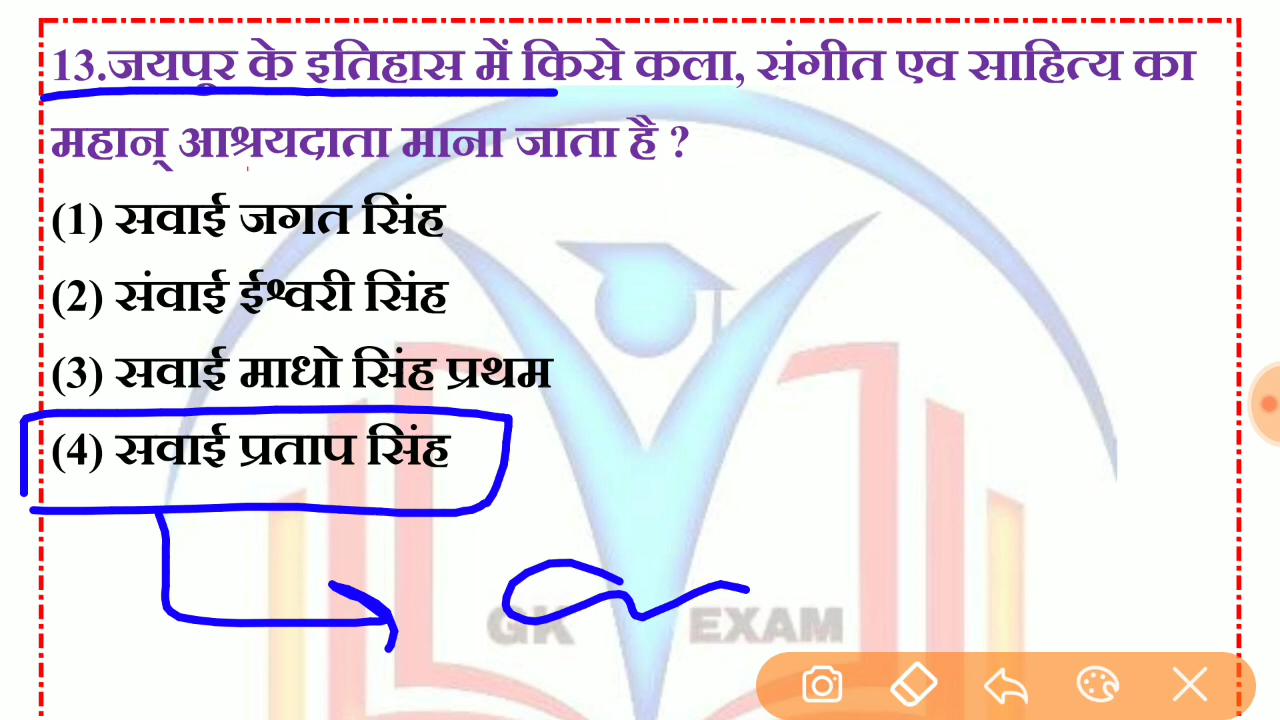 13.जयपुर के इतिहास में किसे कला, संगीत एव साहित्य का
महान् आश्रयदाता माना जाता है ?
(1) सवाई जगत सिंह
(2) संवाई ईश्वरी सिंह
(3) सवाई माधो सिंह प्रथम
(4) सवाई प्रताप सिंह
GK EXAM